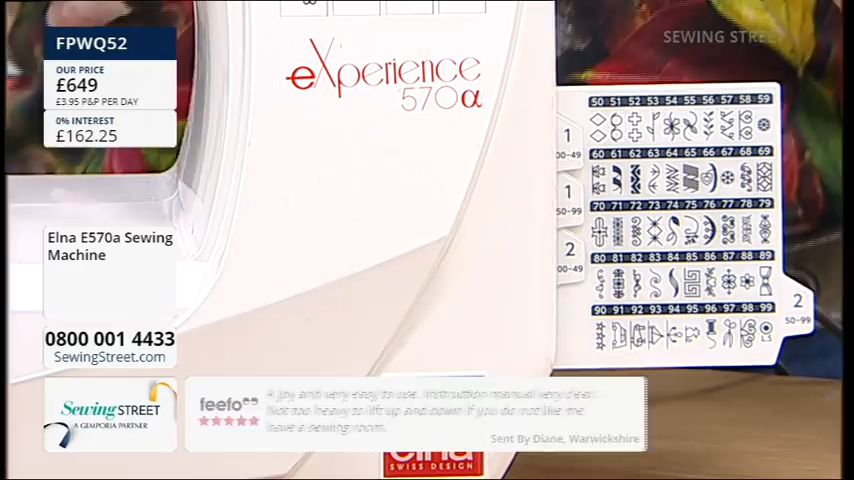 FPWQ52
OUR PRICE
£649
£3.95 P&P PER DAY
0% INTEREST
£162.25
Elna E570a Sewing
Machine
0800 001 4433
SewingStreet.com
Sewing STREET
A GEMPORIA PARTNER
feefo
A joy and very easy to use. Instruction manual very clear.
Not too heavy to lift up and down if you do not like me
have a sewing room.
Sent By Diane, Warwickshire
eXperience
570α
elna
SWISS DESIGN
SEWING STREET
1
00-49
1
50-99
2
00-49
2
50-99
50 51 52 53 54 55 56 57 58 59
60 61 62 63 64 65 66 67 68 69
70 71 72 73 74 75 76 77 78 79
80 81 82 83 84 85 86 87 88 89
90 91 92 93 94 95 96 97 98 99
L.S